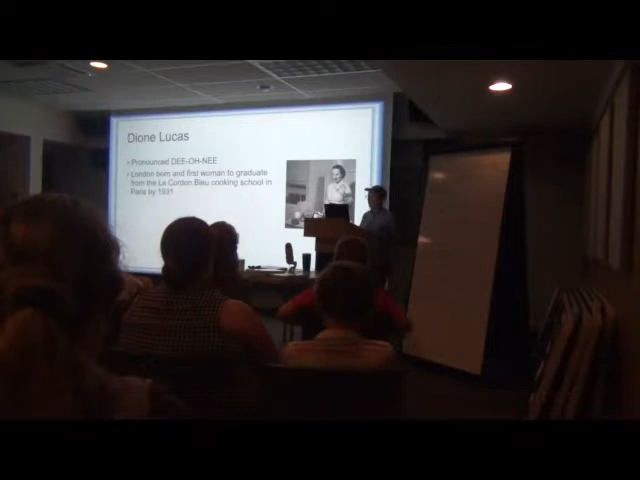 Dione Lucas
Pronounced DEE-OH-NEE
London born and first woman to graduate
from the Le Cordon Bleu cooking school in
Paris by 1931